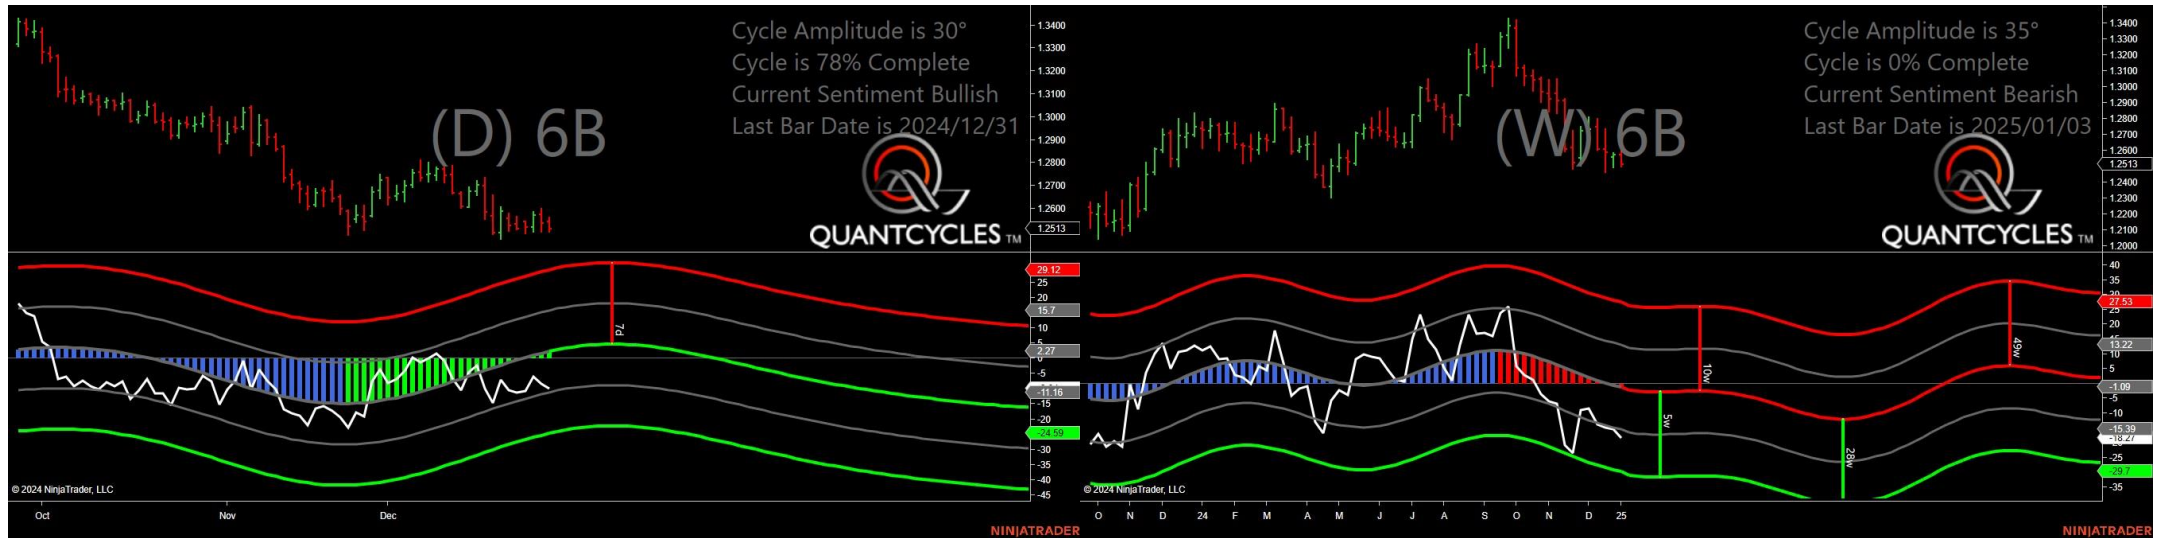 Cycle Amplitude is 30°
Cycle is 78% Complete
Current Sentiment Bullish
Last Bar Date is 2024/12/31
(D) 6B
QUANTCYCLES TM
1.3400
1.3300
1.3200
1.3100
1.3000
1.2900
1.2800
1.2700
1.2600
1.2513
29.12
25
20
15.7
10
5
2.27
-5
-11.16
-15
-20
-24.59
-30
-35
-40
-45
7d
© 2024 NinjaTrader, LLC
Oct Nov Dec
NINJATRADER
Cycle Amplitude is 35°
Cycle is 0% Complete
Current Sentiment Bearish
Last Bar Date is 2025/01/03
(W) 6B
QUANTCYCLES TM
1.3400
1.3300
1.3200
1.3100
1.3000
1.2900
1.2800
1.2700
1.2600
1.2513
1.2400
1.2300
1.2200
1.2100
1.2000
40
35
27.53
25
20
13.22
10
5
-1.09
-5
-10
-15.39
-18.27
-25
-29.7
-35
10w
5w
28w
49w
© 2024 NinjaTrader, LLC
O N D 24 F M A M J J A S O N D 25
NINJATRADER